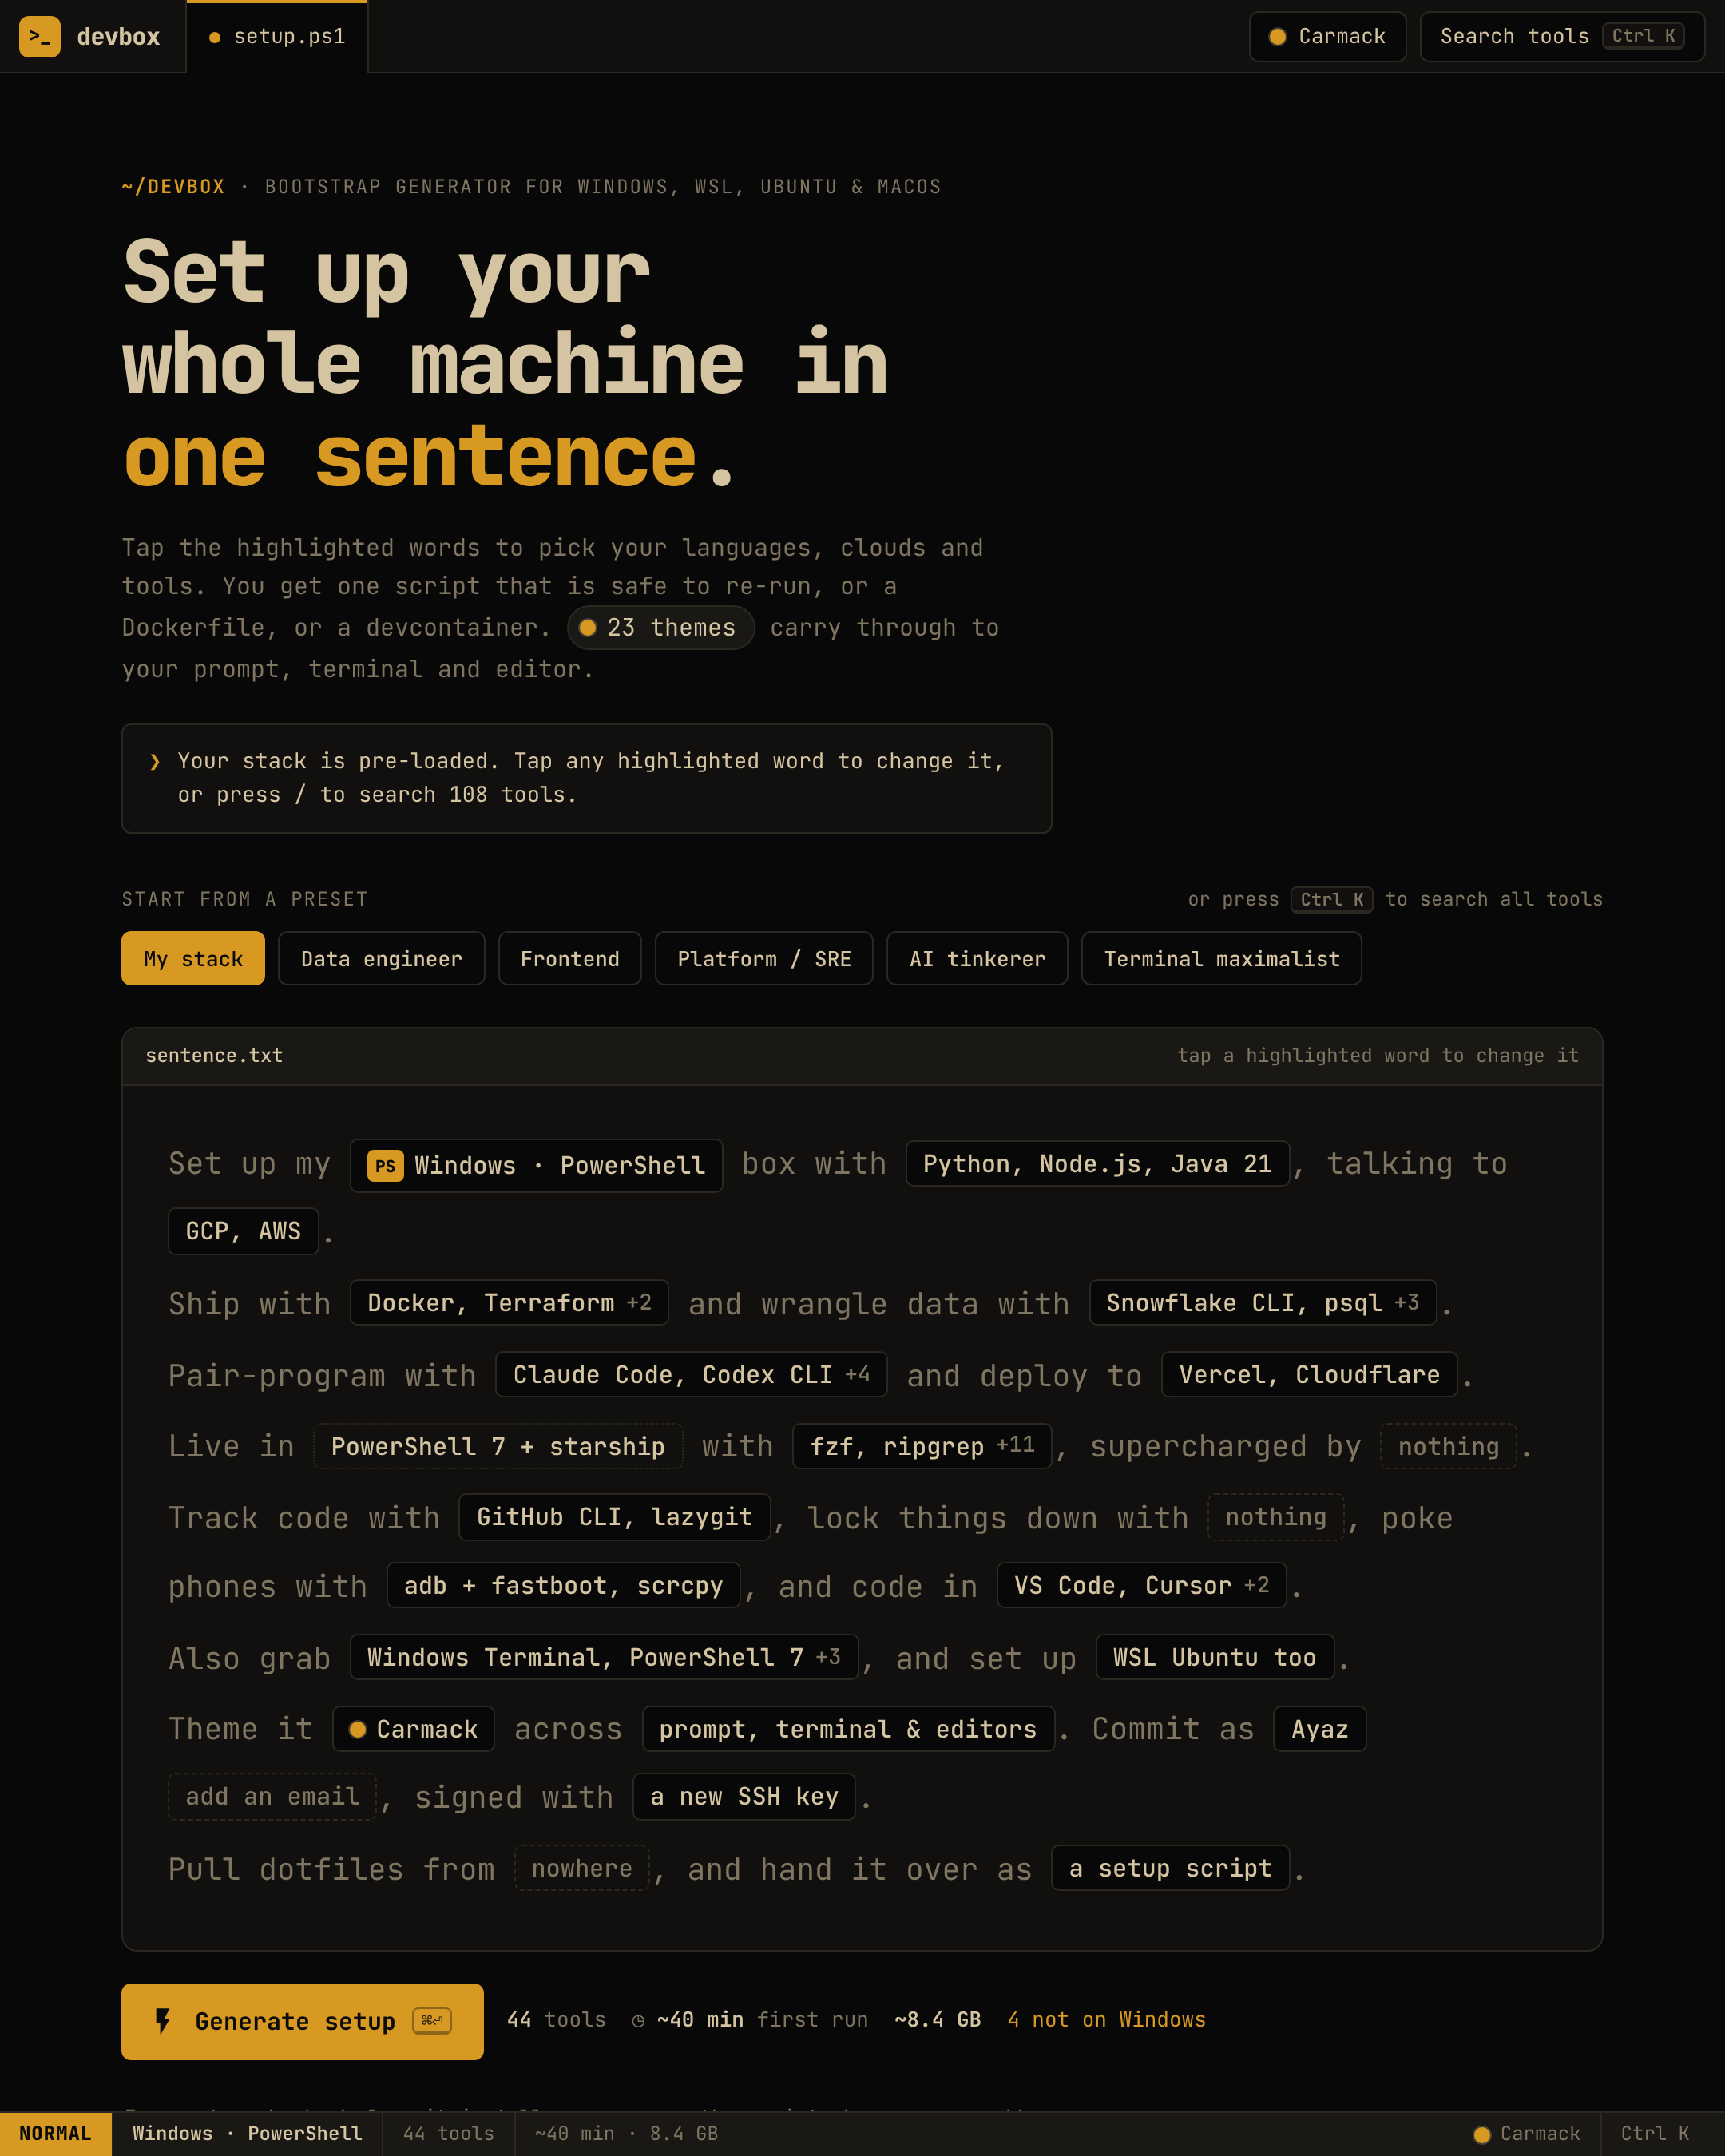 >_ devbox
● setup.ps1
Carmack
Search tools Ctrl K
~/DEVBOX · BOOTSTRAP GENERATOR FOR WINDOWS, WSL, UBUNTU & MACOS
Set up your
whole machine in
one sentence.
Tap the highlighted words to pick your languages, clouds and
tools. You get one script that is safe to re-run, or a
Dockerfile, or a devcontainer. 23 themes carry through to
your prompt, terminal and editor.
❯ Your stack is pre-loaded. Tap any highlighted word to change it,
or press / to search 108 tools.
START FROM A PRESET
or press Ctrl K to search all tools
My stack
Data engineer
Frontend
Platform / SRE
AI tinkerer
Terminal maximalist
sentence.txt
tap a highlighted word to change it
Set up my PS Windows · PowerShell box with Python, Node.js, Java 21, talking to
GCP, AWS.
Ship with Docker, Terraform +2 and wrangle data with Snowflake CLI, psql +3.
Pair-program with Claude Code, Codex CLI +4 and deploy to Vercel, Cloudflare.
Live in PowerShell 7 + starship with fzf, ripgrep +11, supercharged by nothing.
Track code with GitHub CLI, lazygit, lock things down with nothing, poke
phones with adb + fastboot, scrcpy, and code in VS Code, Cursor +2.
Also grab Windows Terminal, PowerShell 7 +3, and set up WSL Ubuntu too.
Theme it Carmack across prompt, terminal & editors. Commit as Ayaz
add an email, signed with a new SSH key.
Pull dotfiles from nowhere, and hand it over as a setup script.
Generate setup ⌘⏎
44 tools ◷ ~40 min first run ~8.4 GB 4 not on Windows
NORMAL
Windows · PowerShell
44 tools
~40 min · 8.4 GB
Carmack
Ctrl K